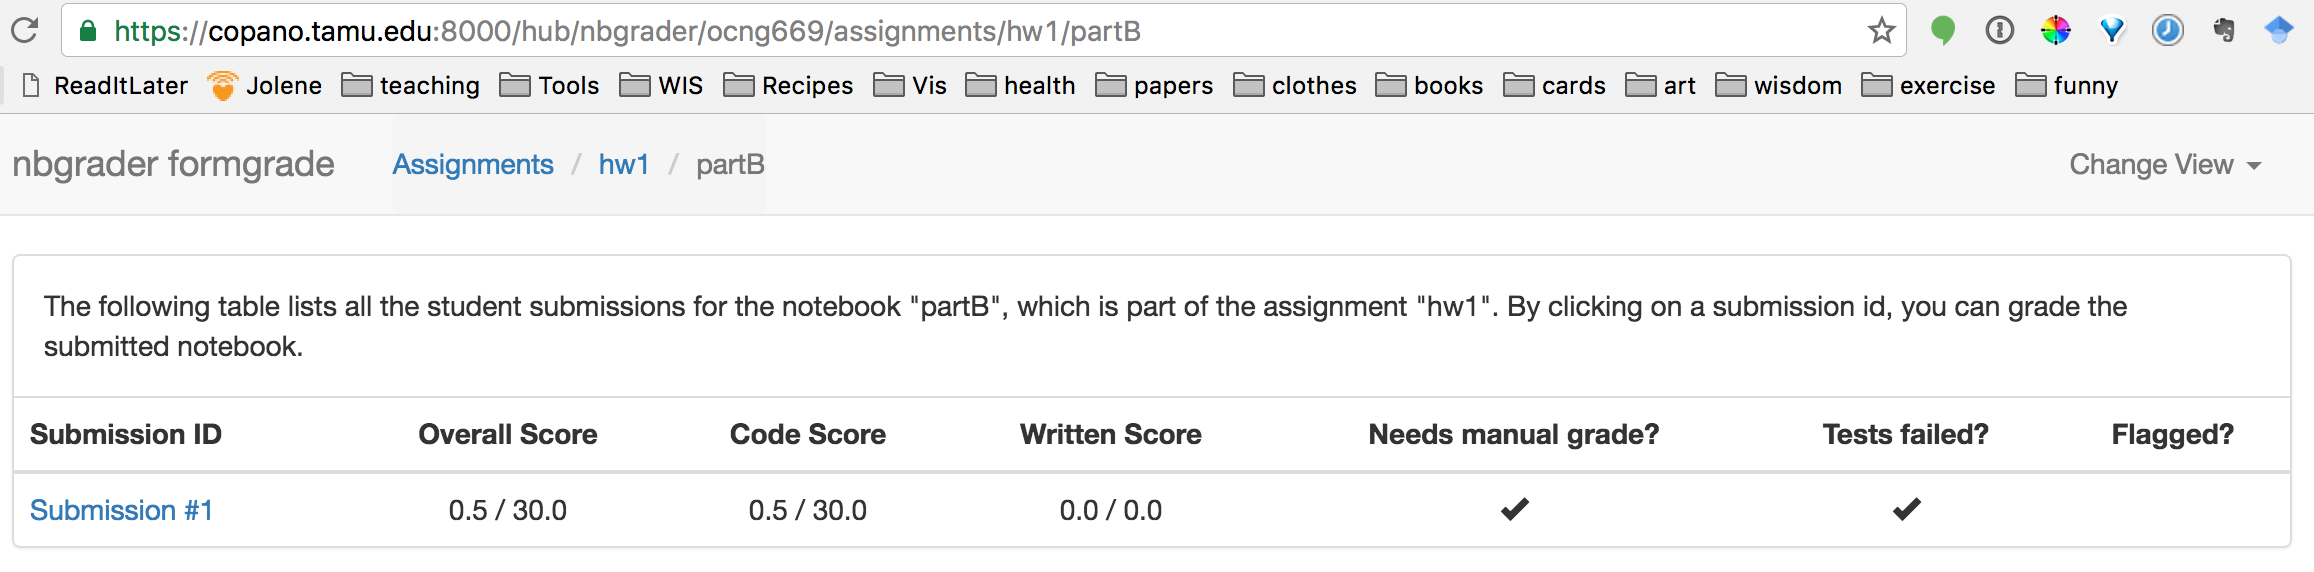 https://copano.tamu.edu:8000/hub/nbgrader/ocng669/assignments/hw1/partB
ReadItLater Jolene teaching Tools WIS Recipes Vis health papers clothes books cards art wisdom exercise funny
nbgrader formgrade Assignments / hw1 / partB Change View
The following table lists all the student submissions for the notebook "partB", which is part of the assignment "hw1". By clicking on a submission id, you can grade the
submitted notebook.
Submission ID Overall Score Code Score Written Score Needs manual grade? Tests failed? Flagged?
Submission #1 0.5 / 30.0 0.5 / 30.0 0.0 / 0.0